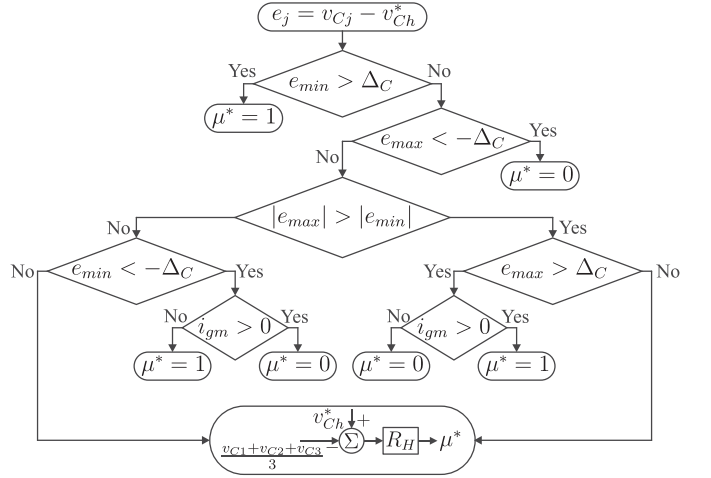 e_j = v_{Cj} − v*_{Ch}
Yes
e_{min} > Δ_C
No
μ* = 1
e_{max} < −Δ_C
Yes
No
μ* = 0
|e_{max}| > |e_{min}|
No
Yes
No
e_{min} < −Δ_C
Yes
Yes
e_{max} > Δ_C
No
No
i_{gm} > 0
Yes
No
i_{gm} > 0
Yes
μ* = 1
μ* = 0
μ* = 0
μ* = 1
v*_{Ch}
+
\frac{v_{C1}+v_{C2}+v_{C3}}{3}
−
Σ
R_H
μ*